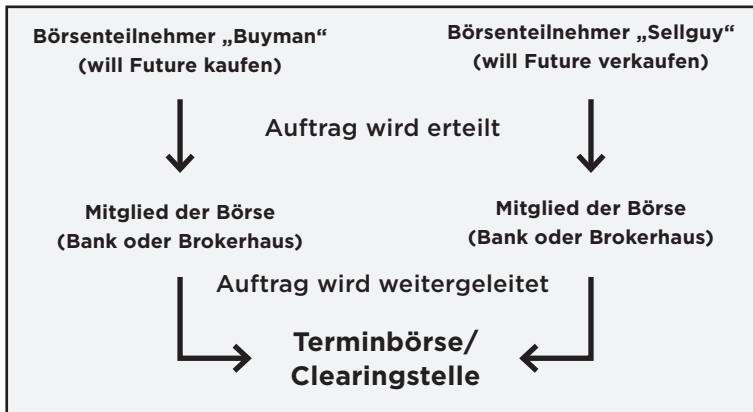 Börsenteilnehmer „Buyman“
(will Future kaufen)
Börsenteilnehmer „Sellguy“
(will Future verkaufen)
Auftrag wird erteilt
Mitglied der Börse
(Bank oder Brokerhaus)
Mitglied der Börse
(Bank oder Brokerhaus)
Auftrag wird weitergeleitet
Terminbörse/
Clearingstelle